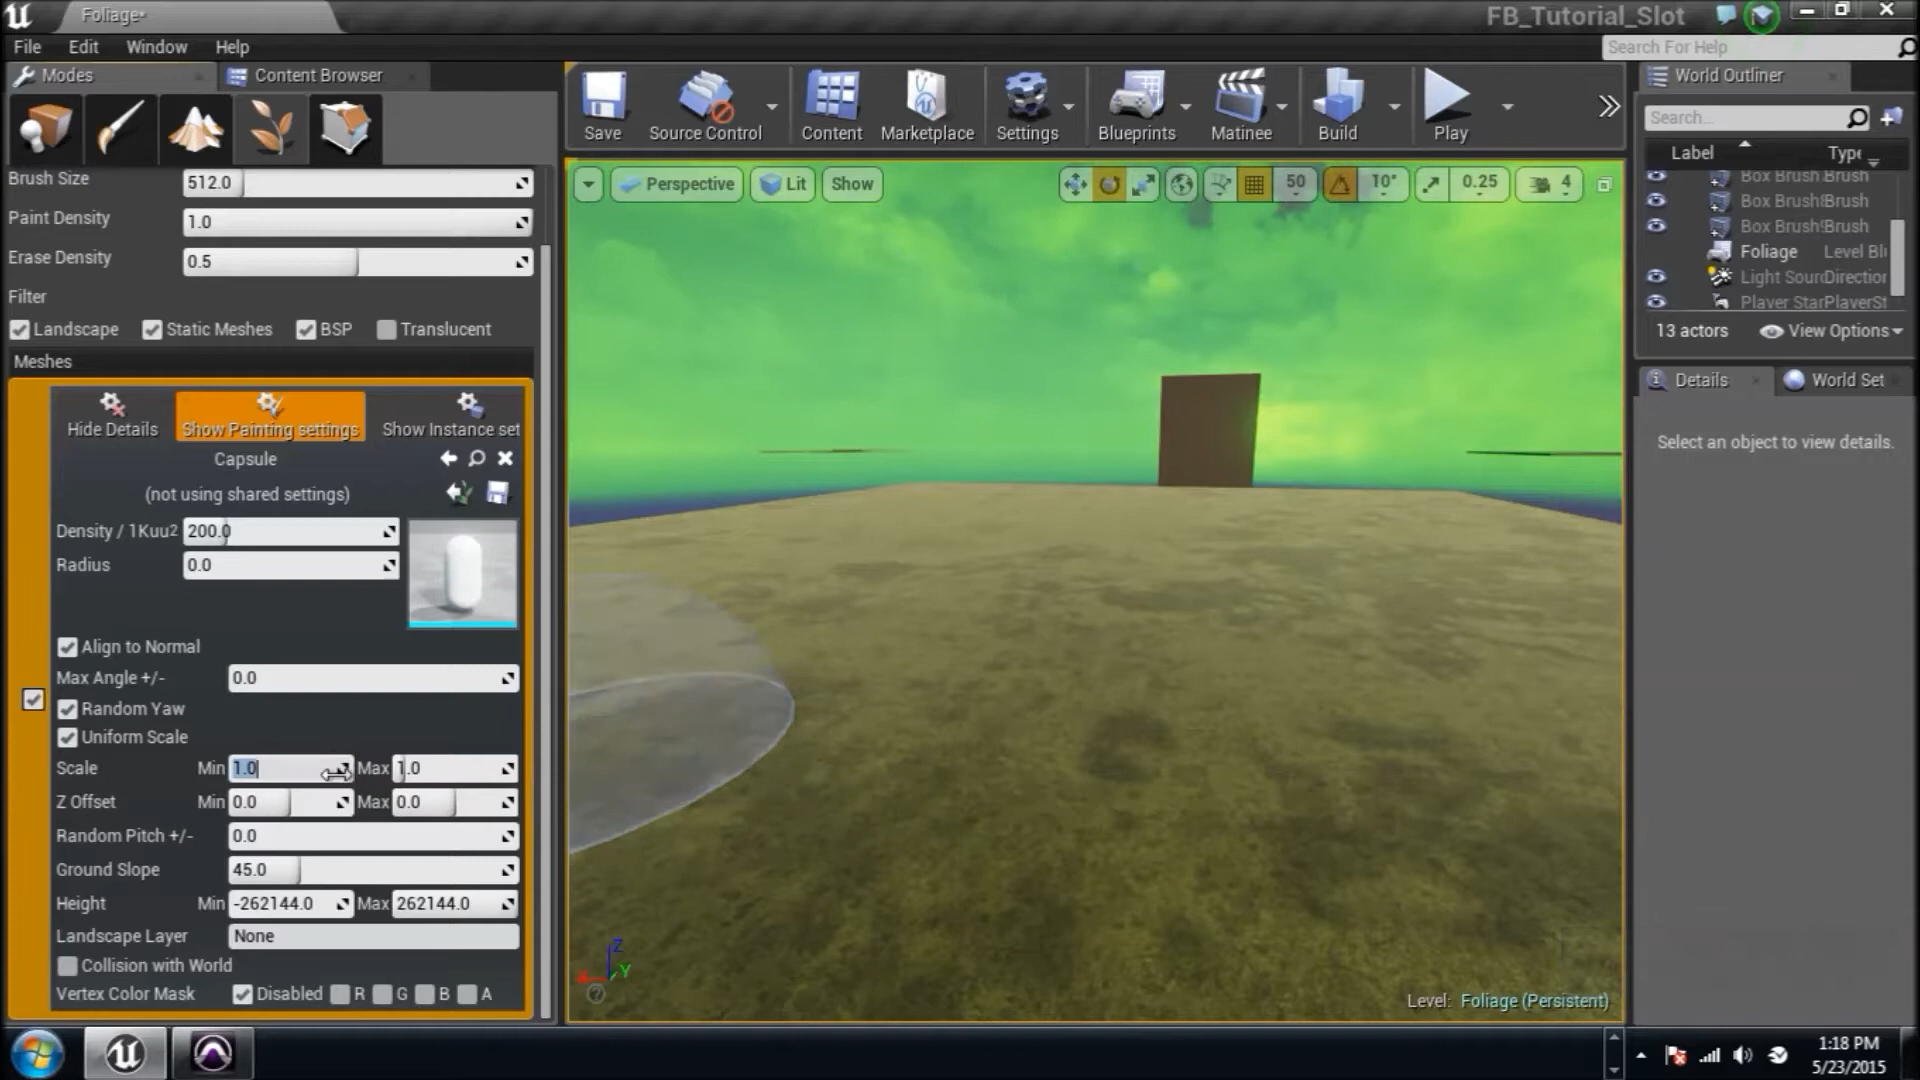 Foliage*
FB_Tutorial_Slot
File Edit Window Help
Search For Help
Modes
Content Browser
World Outliner
Save
Source Control
Content
Marketplace
Settings
Blueprints
Matinee
Build
Play
Search...
Label
Type
Box Brush Brush
Box Brush Brush
Box Brush Brush
Foliage Level Blu
Light Sour Direction
Player Star PlayerSt
13 actors
View Options
Details
World Set
Select an object to view details.
Brush Size 512.0
Paint Density 1.0
Erase Density 0.5
Filter
Landscape Static Meshes BSP Translucent
Meshes
Hide Details
Show Painting settings
Show Instance set
Capsule
(not using shared settings)
Density / 1Kuu2 200.0
Radius 0.0
Align to Normal
Max Angle +/- 0.0
Random Yaw
Uniform Scale
Scale Min 1.0 Max 1.0
Z Offset Min 0.0 Max 0.0
Random Pitch +/- 0.0
Ground Slope 45.0
Height Min -262144.0 Max 262144.0
Landscape Layer None
Collision with World
Vertex Color Mask Disabled R G B A
Perspective
Lit
Show
50
10°
0.25
4
Z
Y
Level: Foliage (Persistent)
1:18 PM
5/23/2015